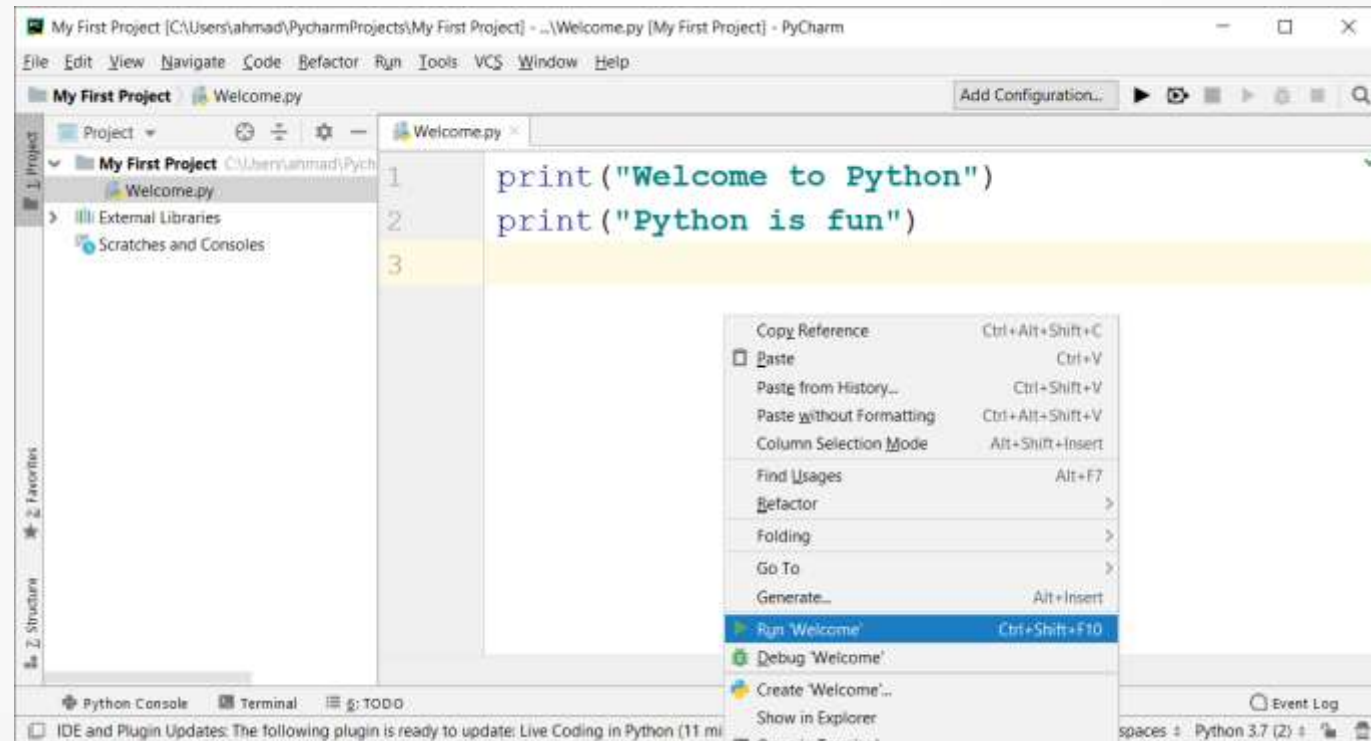 My First Project [C:\Users\ahmad\PycharmProjects\My First Project] - ...\Welcome.py [My First Project] - PyCharm
File Edit View Navigate Code Refactor Run Tools VCS Window Help
My First Project Welcome.py Add Configuration...
1: Project
Project
Welcome.py
My First Project C:\Users\ahmad\Pych
Welcome.py
External Libraries
Scratches and Consoles
1 print("Welcome to Python")
2 print("Python is fun")
3
Copy Reference Ctrl+Alt+Shift+C
Paste Ctrl+V
Paste from History... Ctrl+Shift+V
Paste without Formatting Ctrl+Alt+Shift+V
Column Selection Mode Alt+Shift+Insert
Find Usages Alt+F7
Refactor
Folding
Go To
Generate... Alt+Insert
Run 'Welcome' Ctrl+Shift+F10
Debug 'Welcome'
Create 'Welcome'...
Show in Explorer
2: Favorites
7: Structure
Python Console Terminal 6: TODO Event Log
IDE and Plugin Updates: The following plugin is ready to update: Live Coding in Python (11 mi spaces Python 3.7 (2)